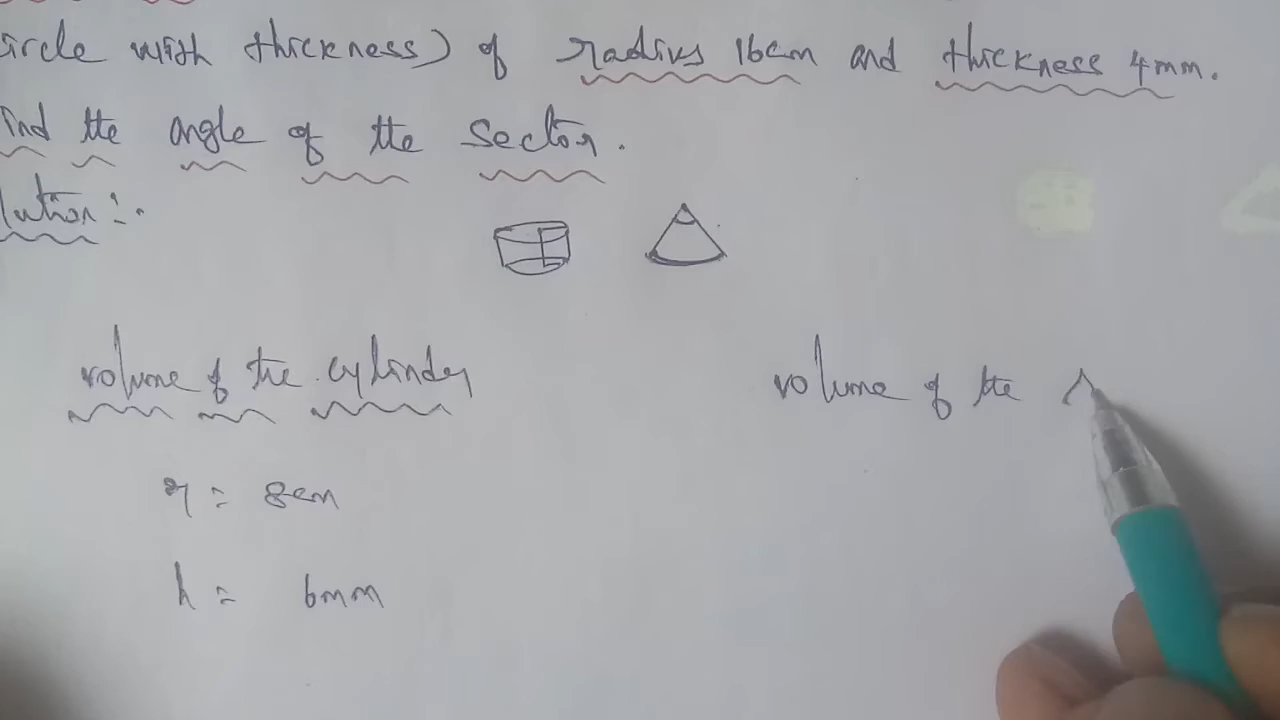 ircle with thickness) of radius 16cm and thickness 4mm.
ind the angle of the sector.
lution:-
volume of the cylinder
volume of the
r = 8cm
h = 6mm